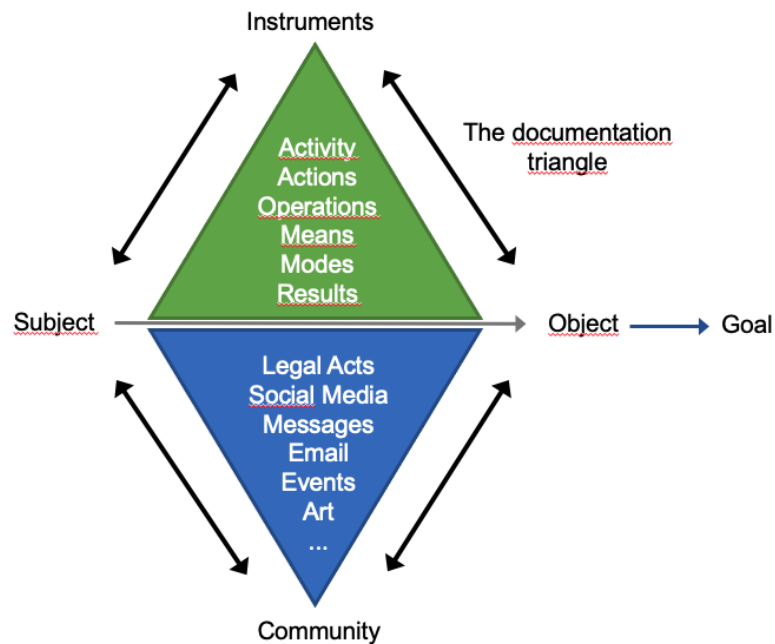 Instruments
The documentation
triangle
Activity
Actions
Operations
Means
Modes
Results
Subject
Object
Goal
Legal Acts
Social Media
Messages
Email
Events
Art
...
Community